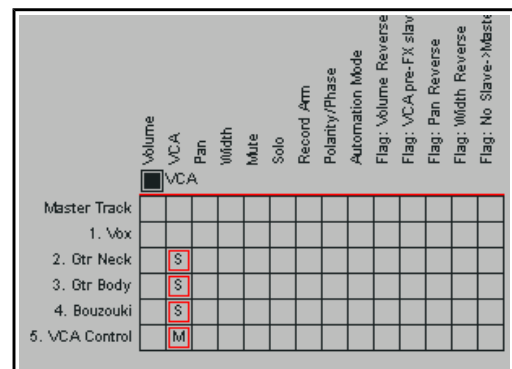 Volume
VCA
Pan
Width
Mute
Solo
Record Arm
Polarity/Phase
Automation Mode
Flag: Volume Reverse
Flag: VCA pre-FX slav
Flag: Pan Reverse
Flag: Width Reverse
Flag: No Slave->Maste
VCA
Master Track
1. Vox
2. Gtr Neck S
3. Gtr Body S
4. Bouzouki S
5. VCA Control M